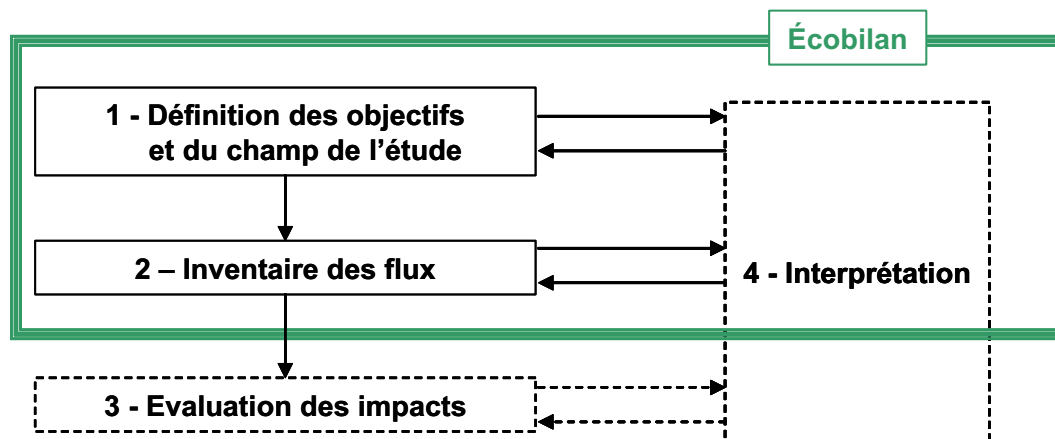 Écobilan
1 - Définition des objectifs
et du champ de l’étude
2 – Inventaire des flux
4 - Interprétation
3 - Evaluation des impacts